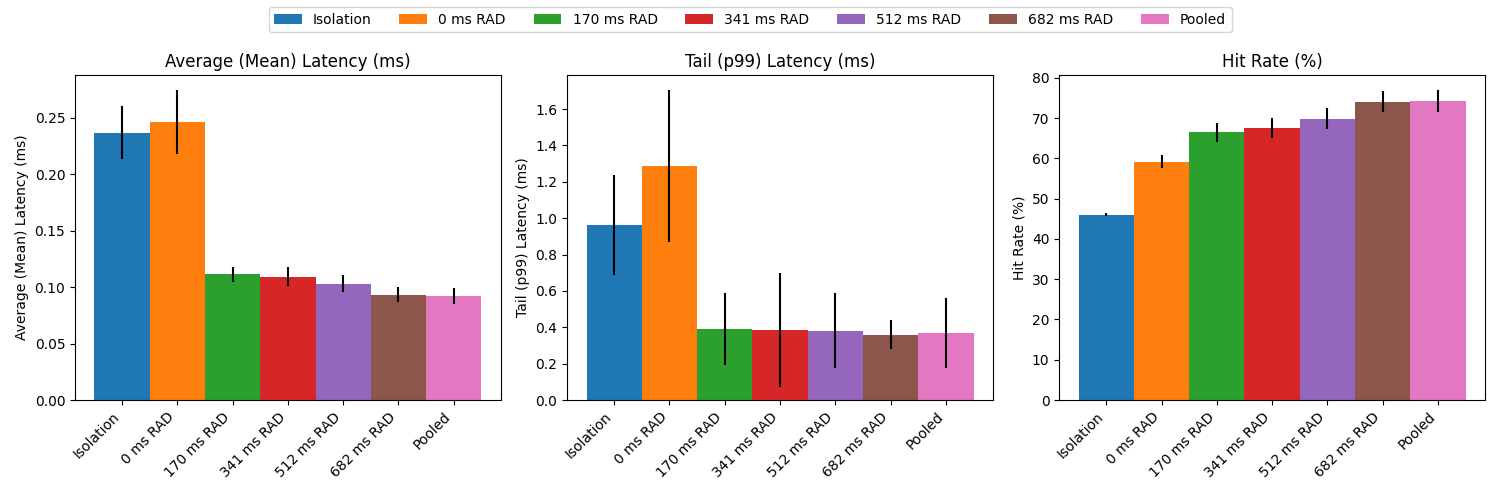 Isolation 0 ms RAD 170 ms RAD 341 ms RAD 512 ms RAD 682 ms RAD Pooled
Average (Mean) Latency (ms)
Average (Mean) Latency (ms)
0.25
0.20
0.15
0.10
0.05
0.00
Isolation
0 ms RAD
170 ms RAD
341 ms RAD
512 ms RAD
682 ms RAD
Pooled
Tail (p99) Latency (ms)
Tail (p99) Latency (ms)
1.6
1.4
1.2
1.0
0.8
0.6
0.4
0.2
0.0
Isolation
0 ms RAD
170 ms RAD
341 ms RAD
512 ms RAD
682 ms RAD
Pooled
Hit Rate (%)
Hit Rate (%)
80
70
60
50
40
30
20
10
0
Isolation
0 ms RAD
170 ms RAD
341 ms RAD
512 ms RAD
682 ms RAD
Pooled